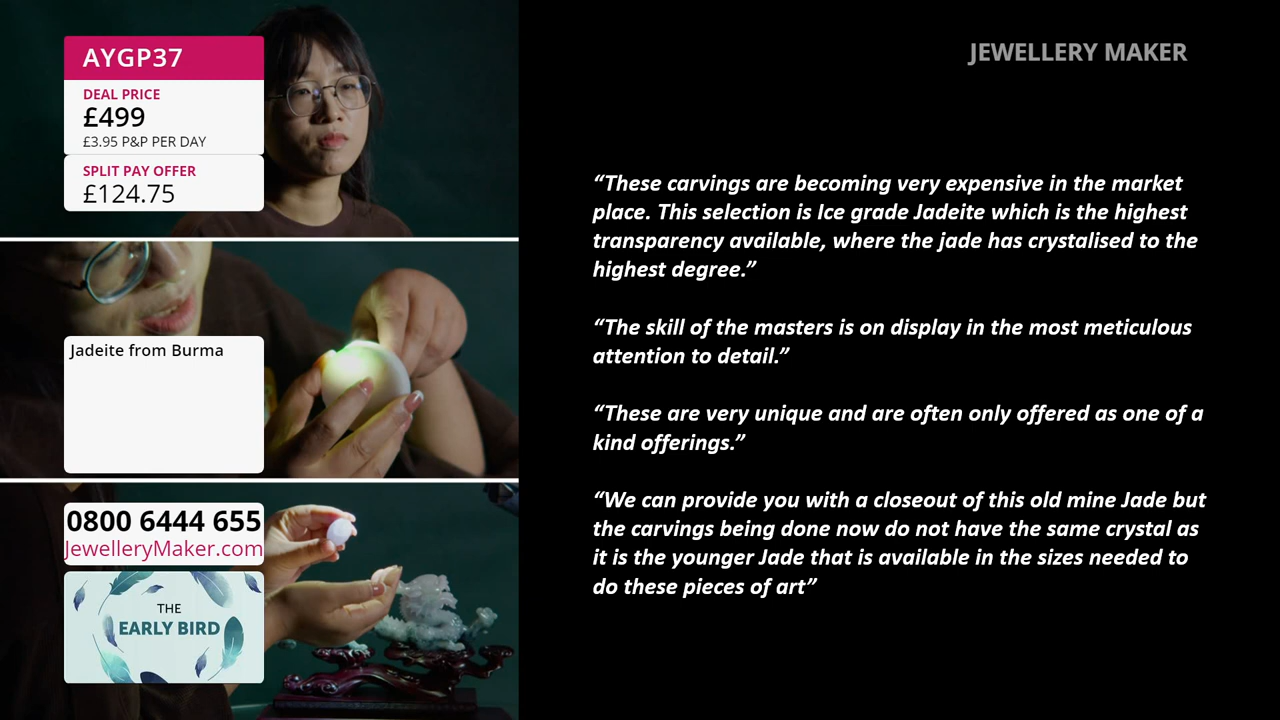 AYGP37
DEAL PRICE
£499
£3.95 P&P PER DAY
SPLIT PAY OFFER
£124.75
Jadeite from Burma
0800 6444 655
JewelleryMaker.com
THE
EARLY BIRD
JEWELLERY MAKER
“These carvings are becoming very expensive in the market
place. This selection is Ice grade Jadeite which is the highest
transparency available, where the jade has crystalised to the
highest degree.”
“The skill of the masters is on display in the most meticulous
attention to detail.”
“These are very unique and are often only offered as one of a
kind offerings.”
“We can provide you with a closeout of this old mine Jade but
the carvings being done now do not have the same crystal as
it is the younger Jade that is available in the sizes needed to
do these pieces of art”